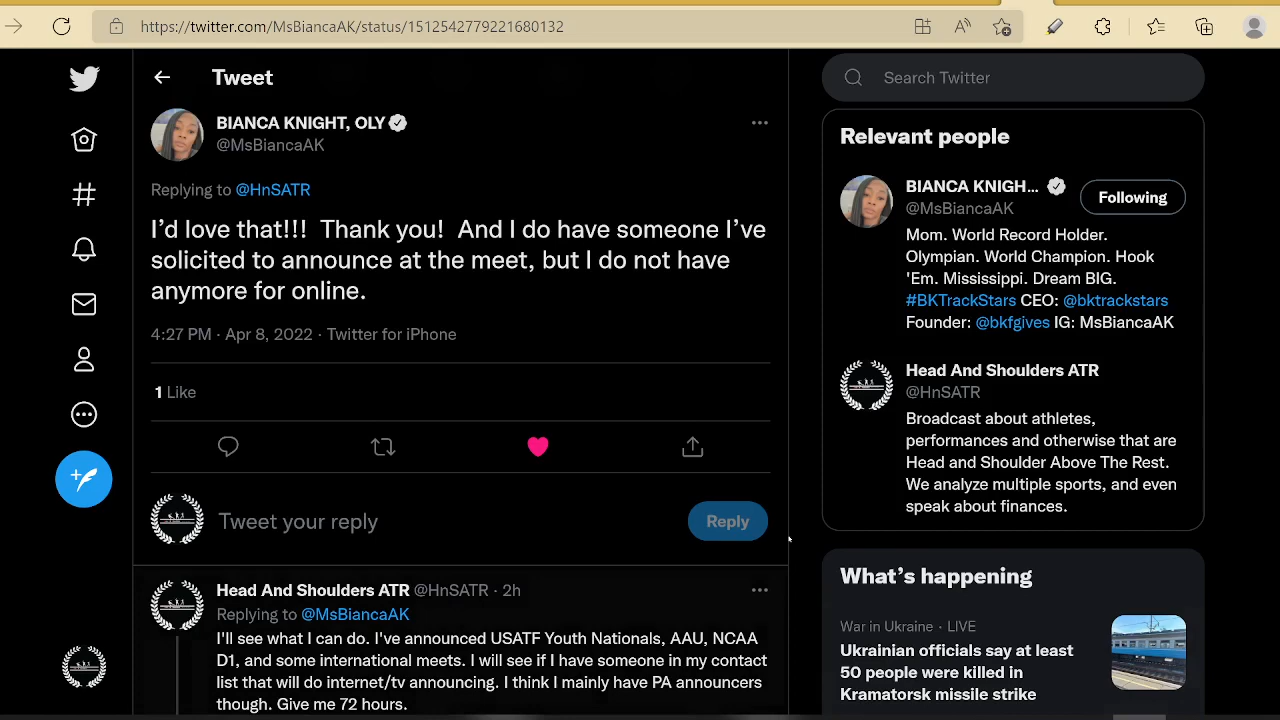 https://twitter.com/MsBiancaAK/status/1512542779221680132
Tweet
Search Twitter
BIANCA KNIGHT, OLY
@MsBiancaAK
Replying to @HnSATR
I'd love that!!! Thank you! And I do have someone I've
solicited to announce at the meet, but I do not have
anymore for online.
4:27 PM · Apr 8, 2022 · Twitter for iPhone
1 Like
Tweet your reply
Reply
Head And Shoulders ATR @HnSATR · 2h
Replying to @MsBiancaAK
I'll see what I can do. I've announced USATF Youth Nationals, AAU, NCAA
D1, and some international meets. I will see if I have someone in my contact
list that will do internet/tv announcing. I think I mainly have PA announcers
though. Give me 72 hours.
Relevant people
BIANCA KNIGH...
@MsBiancaAK
Following
Mom. World Record Holder.
Olympian. World Champion. Hook
'Em. Mississippi. Dream BIG.
#BKTrackStars CEO: @bktrackstars
Founder: @bkfgives IG: MsBiancaAK
Head And Shoulders ATR
@HnSATR
Broadcast about athletes,
performances and otherwise that are
Head and Shoulder Above The Rest.
We analyze multiple sports, and even
speak about finances.
What's happening
War in Ukraine · LIVE
Ukrainian officials say at least
50 people were killed in
Kramatorsk missile strike